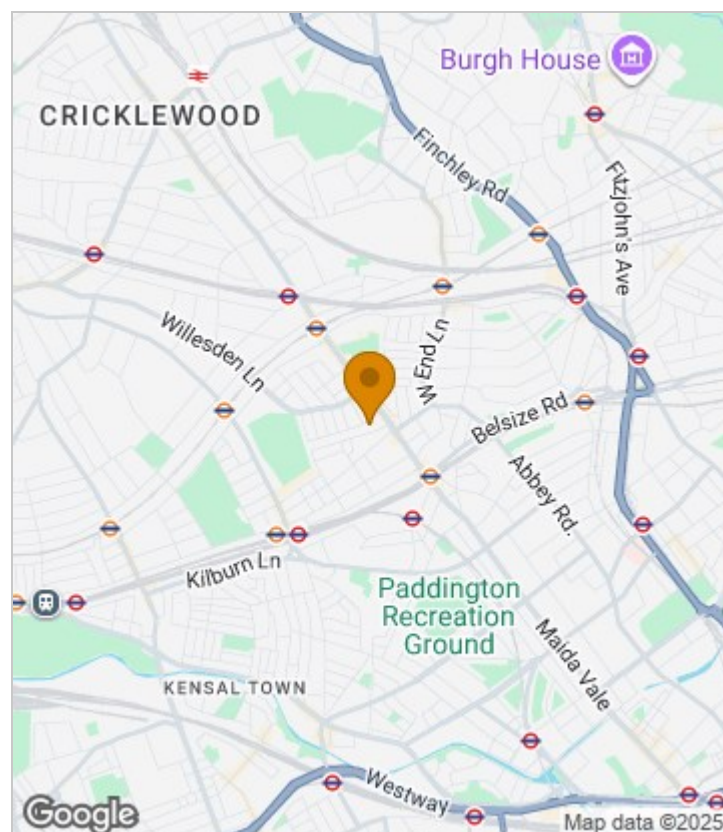 Burgh House
CRICKLEWOOD
Finchley Rd
Fitzjohn's Ave
Willesden Ln
W End Ln
Belsize Rd
Abbey Rd.
Kilburn Ln
Paddington
Recreation
Ground
Maida Vale
KENSAL TOWN
Westway
Google
Map data ©2025